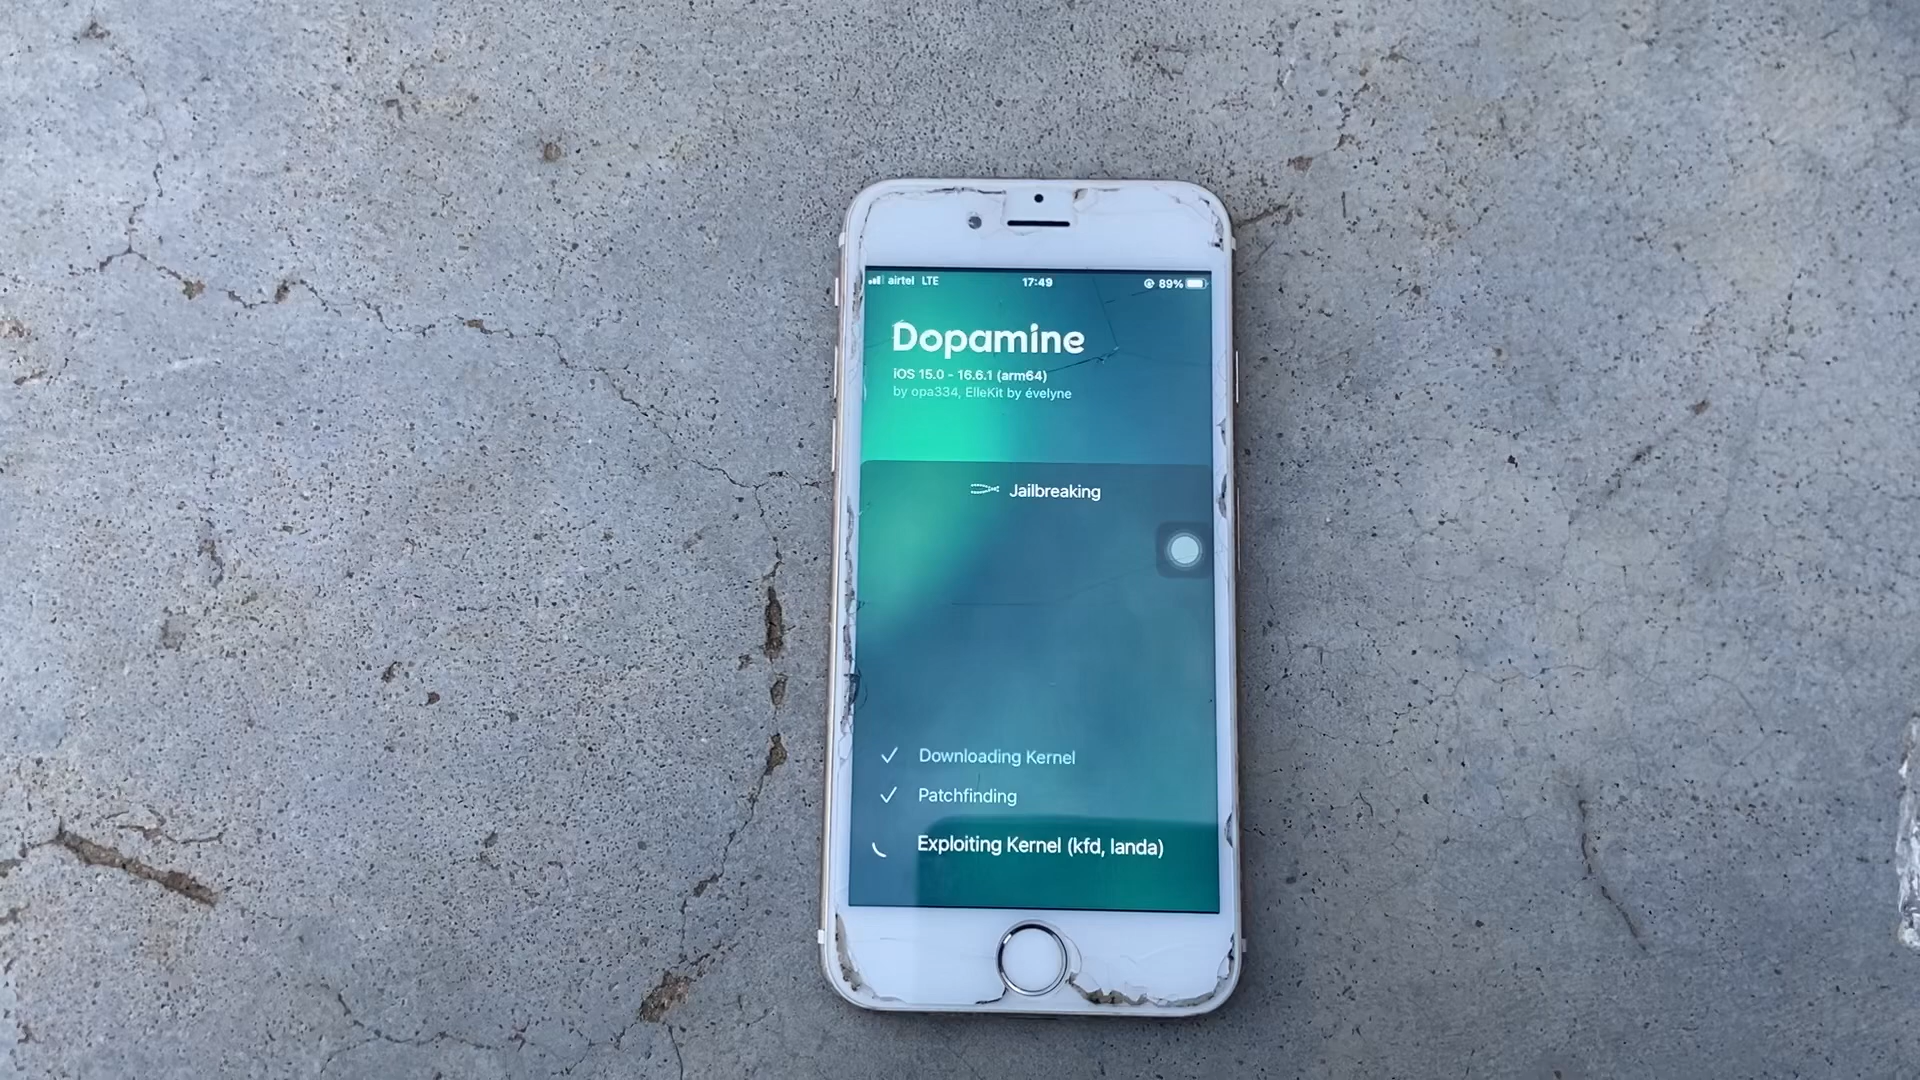 airtel LTE 17:49 89%
Dopamine
iOS 15.0 - 16.6.1 (arm64)
by opa334, ElleKit by évelyne
Jailbreaking
Downloading Kernel
Patchfinding
Exploiting Kernel (kfd, landa)